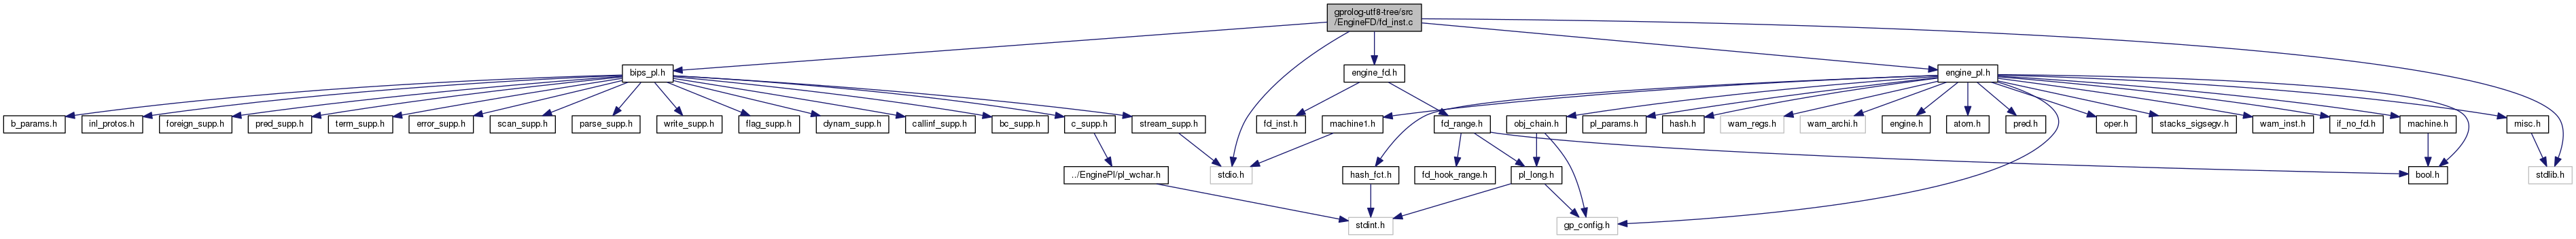 gprolog-utf8-tree/src
/EngineFD/fd_inst.c
bips_pl.h
engine_fd.h
engine_pl.h
b_params.h
inl_protos.h
foreign_supp.h
pred_supp.h
term_supp.h
error_supp.h
scan_supp.h
parse_supp.h
write_supp.h
flag_supp.h
dynam_supp.h
callinf_supp.h
bc_supp.h
c_supp.h
stream_supp.h
fd_inst.h
machine1.h
fd_range.h
obj_chain.h
pl_params.h
hash.h
wam_regs.h
wam_archi.h
engine.h
atom.h
pred.h
oper.h
stacks_sigsegv.h
wam_inst.h
if_no_fd.h
machine.h
misc.h
../EnginePl/pl_wchar.h
stdio.h
hash_fct.h
fd_hook_range.h
pl_long.h
bool.h
stdlib.h
stdint.h
gp_config.h